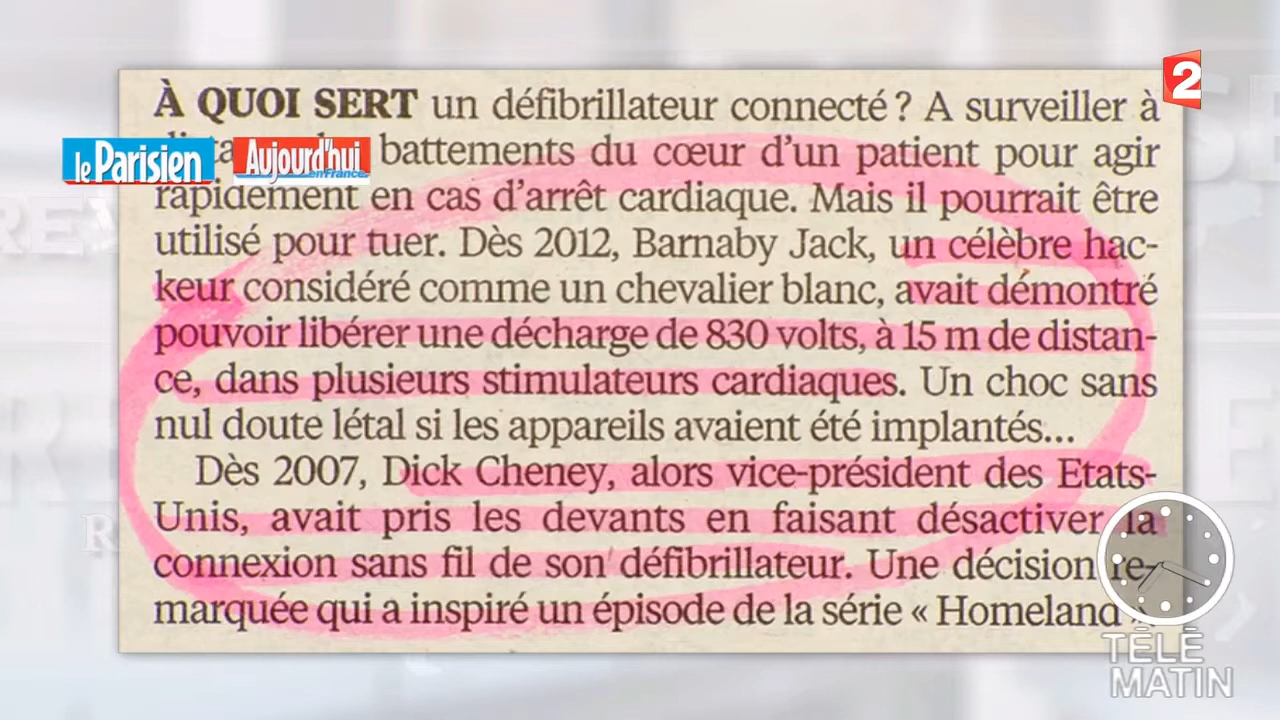 2
À QUOI SERT un défibrillateur connecté ? A surveiller à
le Parisien
Aujourd'hui
en France
battements du cœur d'un patient pour agir
rapidement en cas d'arrêt cardiaque. Mais il pourrait être
utilisé pour tuer. Dès 2012, Barnaby Jack, un célèbre hac-
keur considéré comme un chevalier blanc, avait démontré
pouvoir libérer une décharge de 830 volts, à 15 m de distan-
ce, dans plusieurs stimulateurs cardiaques. Un choc sans
nul doute létal si les appareils avaient été implantés...
Dès 2007, Dick Cheney, alors vice-président des Etats-
Unis, avait pris les devants en faisant désactiver la
connexion sans fil de son défibrillateur. Une décision re-
marquée qui a inspiré un épisode de la série « Homeland ».
TÉLÉ
MATIN